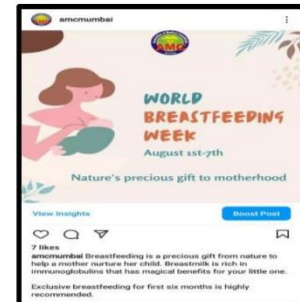 amcmumbai
AMC
WORLD
BREASTFEEDING
WEEK
August 1st-7th
Nature's precious gift to motherhood
View Insights
Boost Post
7 likes
amcmumbai Breastfeeding is a precious gift from nature to
help a mother nurture her child. Breastmilk is rich in
immunoglobulins that has magical benefits for your little one.
Exclusive breastfeeding for first six months is highly
recommended.